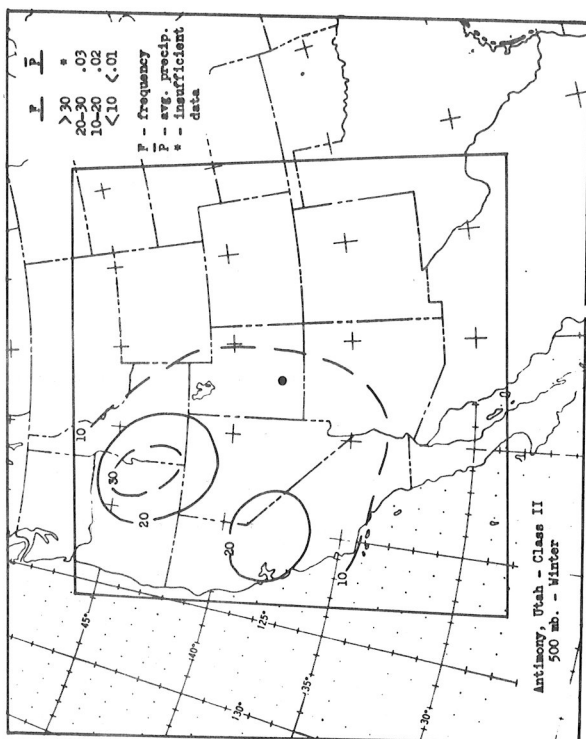 F P̄
>30 *
20-30 .03
10-20 .02
<10 <.01
F - frequency
P̄ - avg. precip.
* - insufficient
data
10
30
20
20
10
45°
40°
35°
30°
125°
130°
Antimony, Utah - Class II
500 mb. - Winter